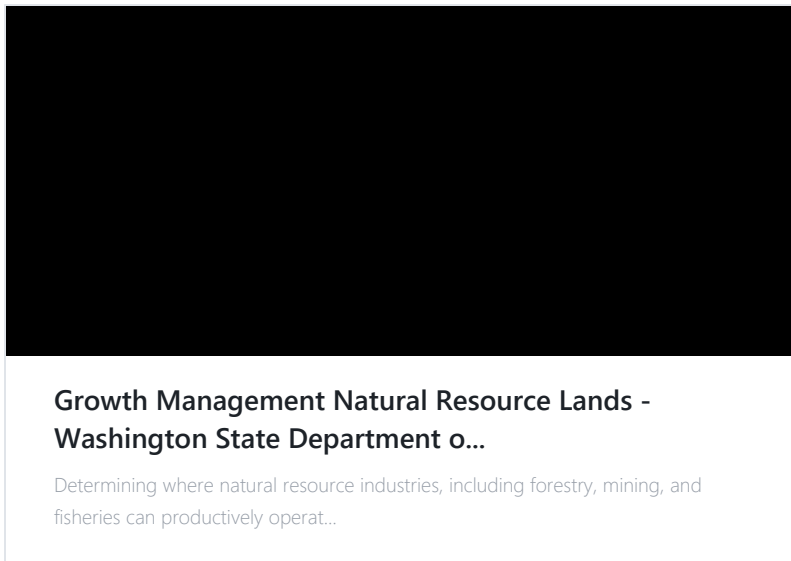 Growth Management Natural Resource Lands -
Washington State Department o...
Determining where natural resource industries, including forestry, mining, and
fisheries can productively operat...